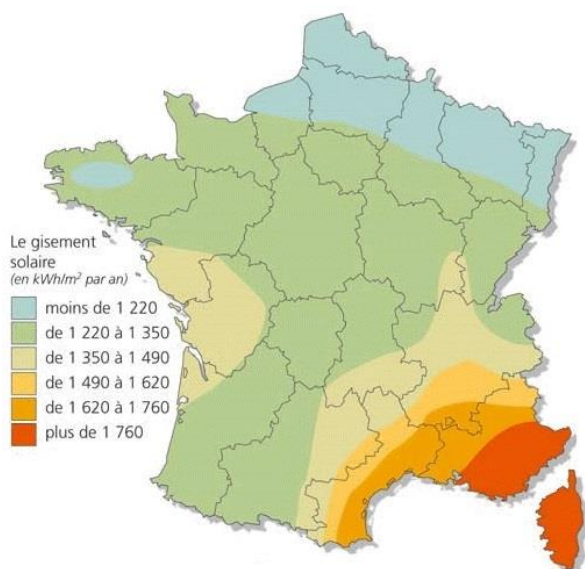 Le gisement
solaire
(en kWh/m² par an)
moins de 1 220
de 1 220 à 1 350
de 1 350 à 1 490
de 1 490 à 1 620
de 1 620 à 1 760
plus de 1 760